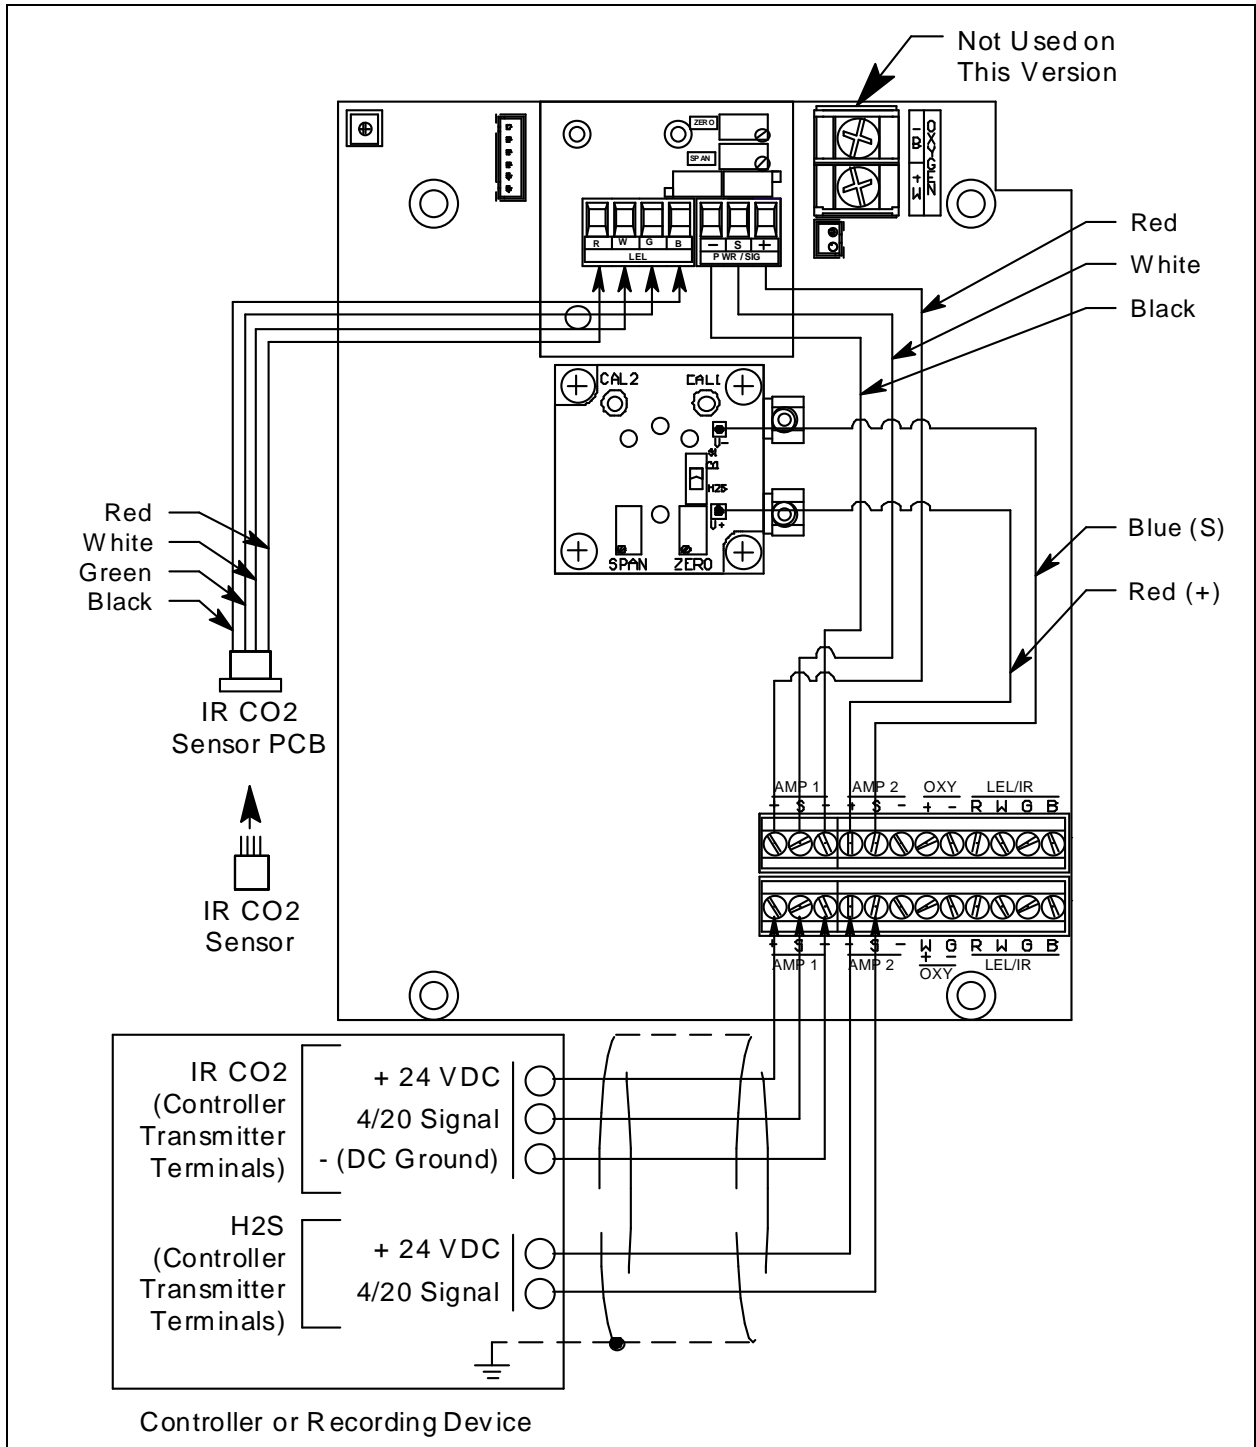 Not Used on
This Version
ZERO
SPAN
- B
+ W
OXYGEN
R W G B
LEL
- S +
PWR/SIG
Red
White
Black
CAL2
CAL1
V-
H2S
V+
SPAN
ZERO
Blue (S)
Red (+)
Red
White
Green
Black
IR CO2
Sensor PCB
IR CO2
Sensor
AMP 1
AMP 2
OXY
LEL/IR
- S - + S - + - R W G B
+ S - - S - W G R W G B
+ -
AMP 1
AMP 2
OXY
LEL/IR
IR CO2
(Controller
Transmitter
Terminals)
+ 24 VDC
4/20 Signal
- (DC Ground)
H2S
(Controller
Transmitter
Terminals)
+ 24 VDC
4/20 Signal
Controller or Recording Device